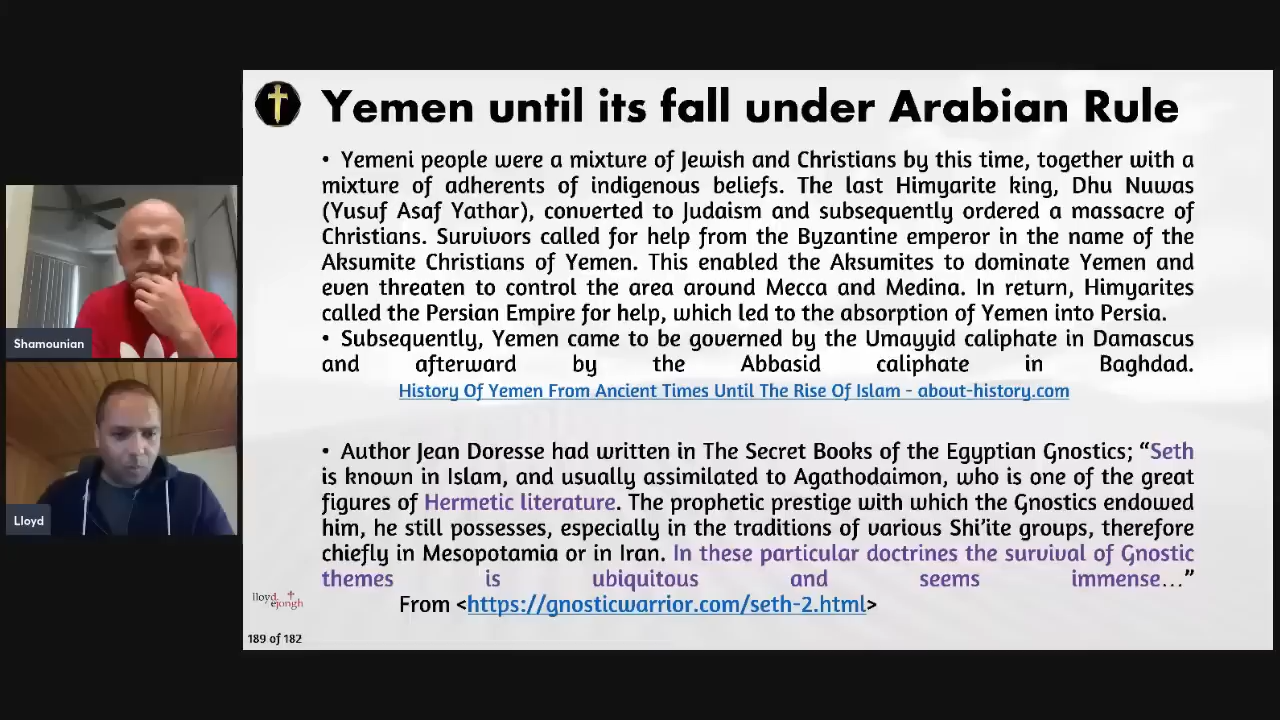 Yemen until its fall under Arabian Rule
• Yemeni people were a mixture of Jewish and Christians by this time, together with a
mixture of adherents of indigenous beliefs. The last Himyarite king, Dhu Nuwas
(Yusuf Asaf Yathar), converted to Judaism and subsequently ordered a massacre of
Christians. Survivors called for help from the Byzantine emperor in the name of the
Aksumite Christians of Yemen. This enabled the Aksumites to dominate Yemen and
even threaten to control the area around Mecca and Medina. In return, Himyarites
called the Persian Empire for help, which led to the absorption of Yemen into Persia.
• Subsequently, Yemen came to be governed by the Umayyid caliphate in Damascus
and afterward by the Abbasid caliphate in Baghdad.
History Of Yemen From Ancient Times Until The Rise Of Islam - about-history.com
• Author Jean Doresse had written in The Secret Books of the Egyptian Gnostics; “Seth
is known in Islam, and usually assimilated to Agathodaimon, who is one of the great
figures of Hermetic literature. The prophetic prestige with which the Gnostics endowed
him, he still possesses, especially in the traditions of various Shi’ite groups, therefore
chiefly in Mesopotamia or in Iran. In these particular doctrines the survival of Gnostic
themes is ubiquitous and seems immense…”
From <https://gnosticwarrior.com/seth-2.html>
189 of 182
Shamounian
Lloyd